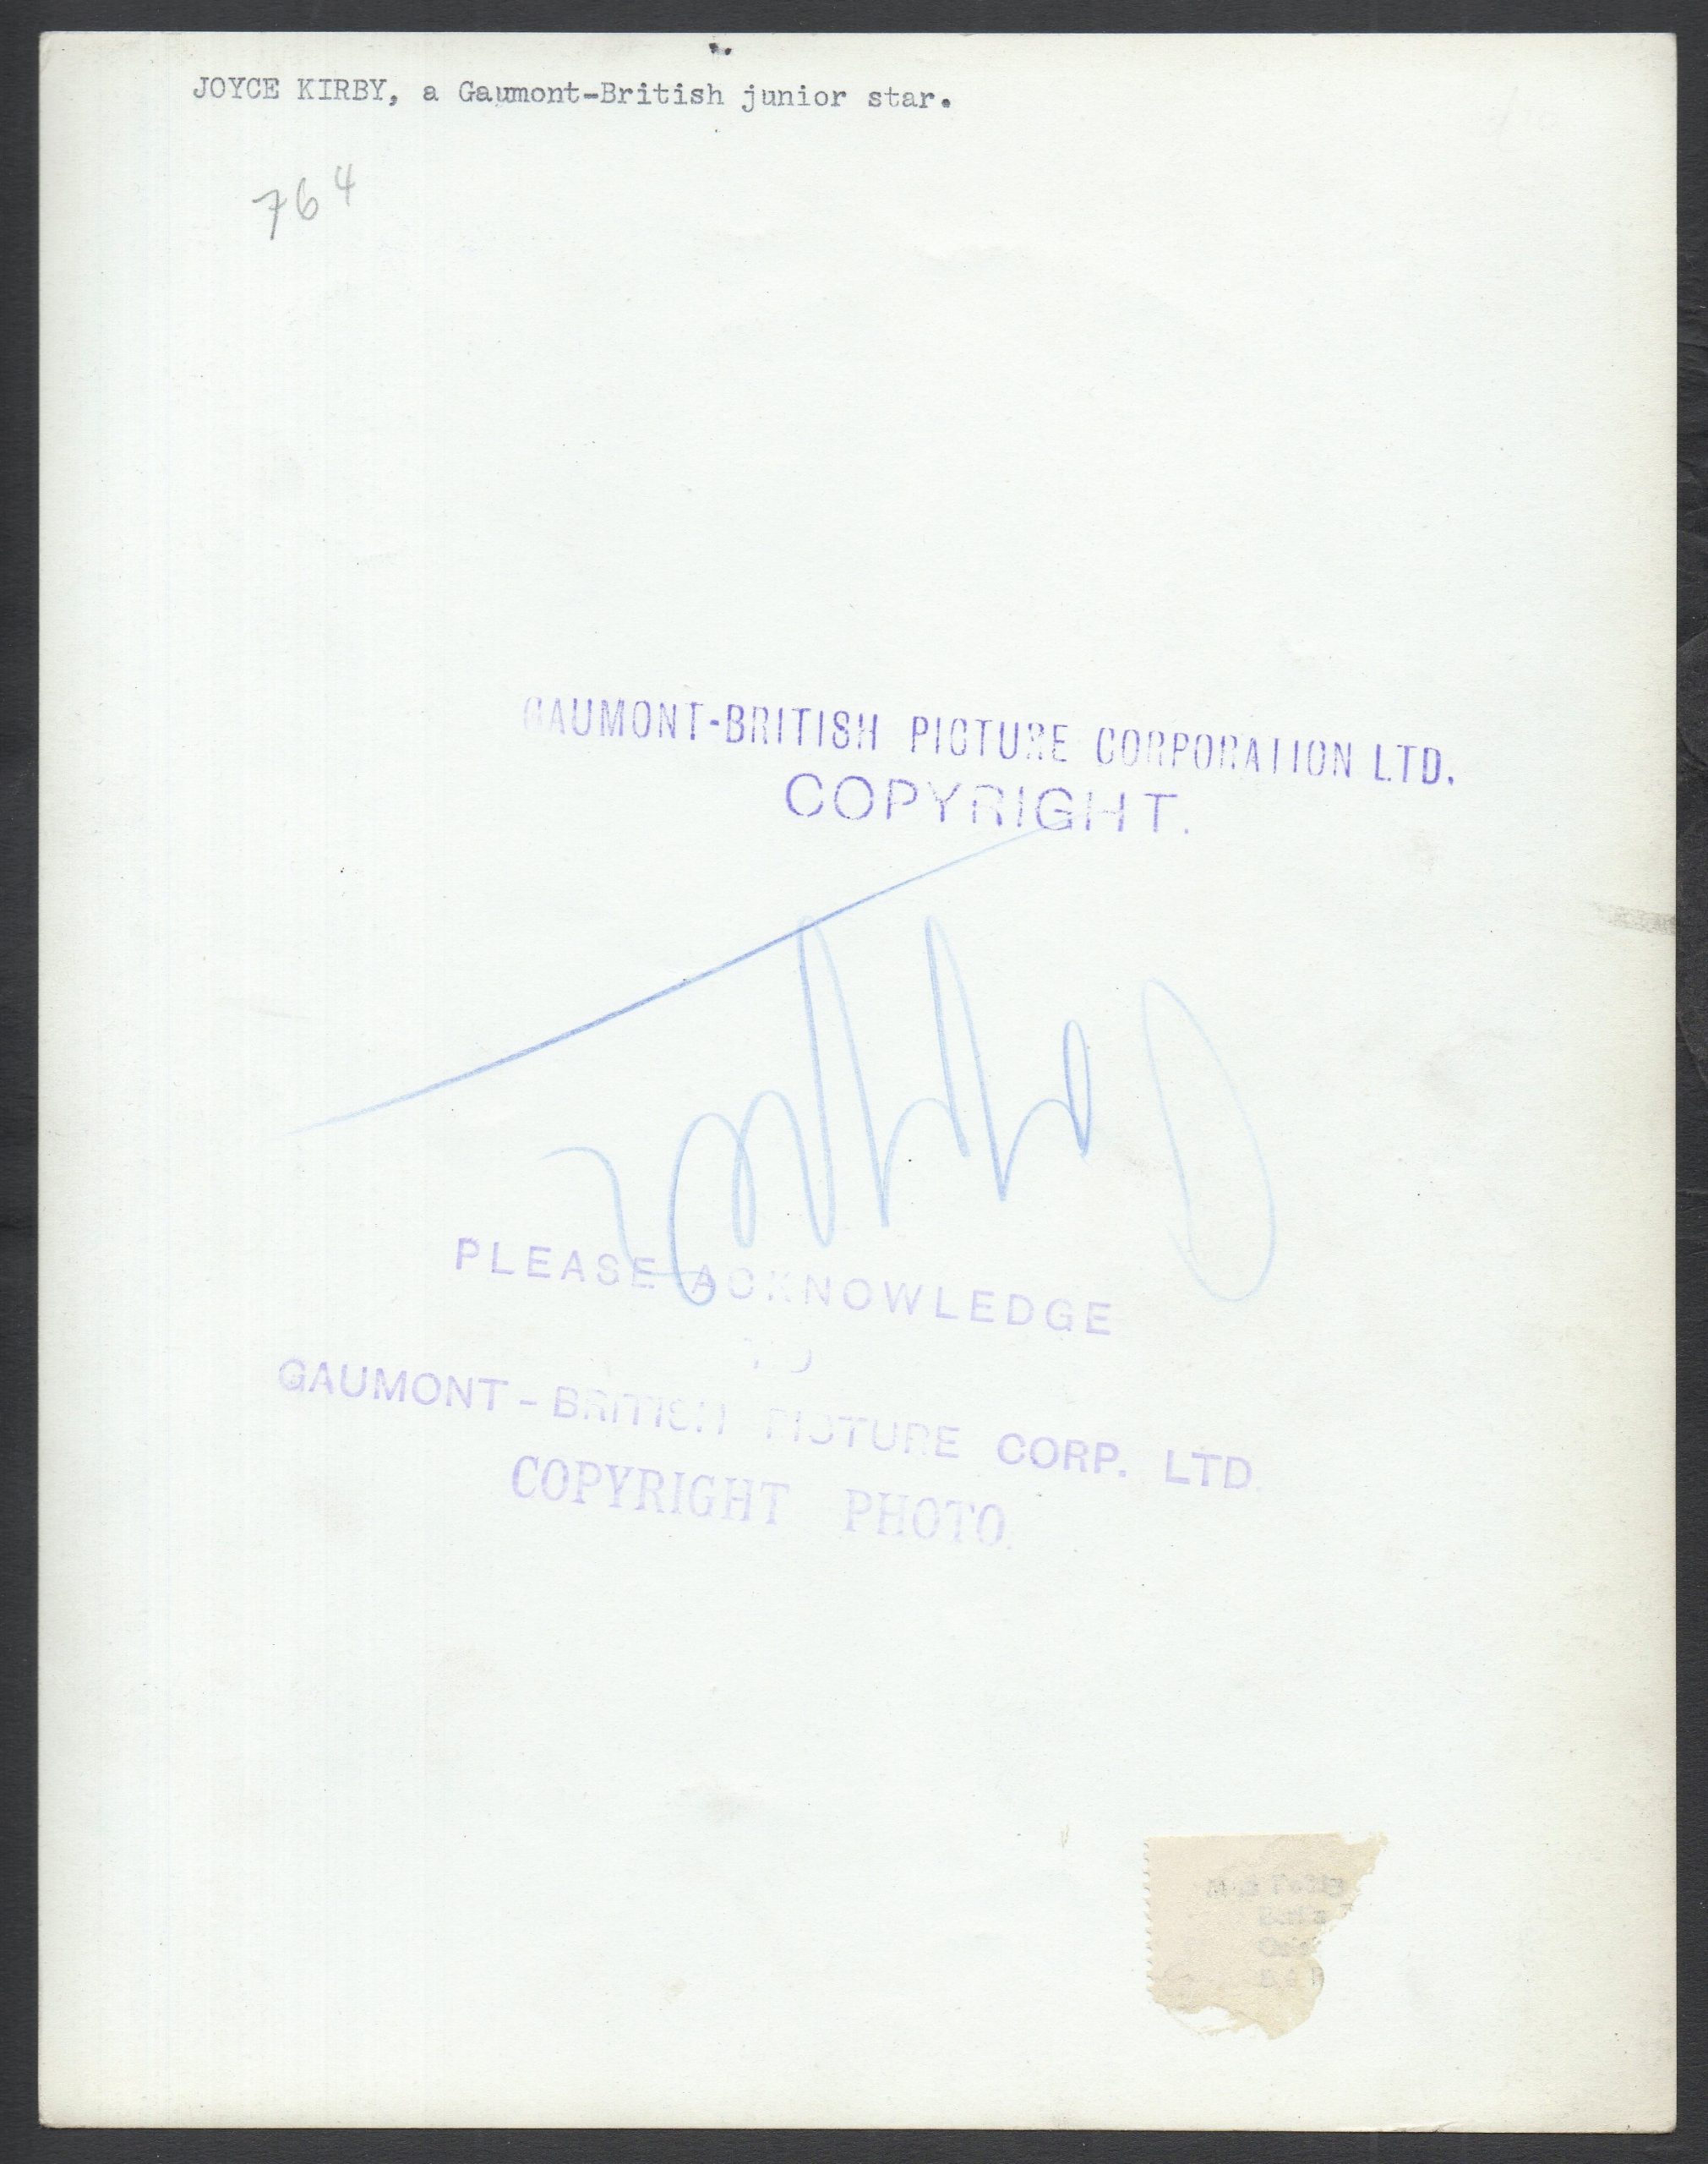 JOYCE KIRBY, a Gaumont-British junior star.
764
GAUMONT-BRITISH PICTURE CORPORATION LTD.
COPYRIGHT.
PLEASE ACKNOWLEDGE
TO
GAUMONT-BRITISH PICTURE CORP. LTD.
COPYRIGHT PHOTO.